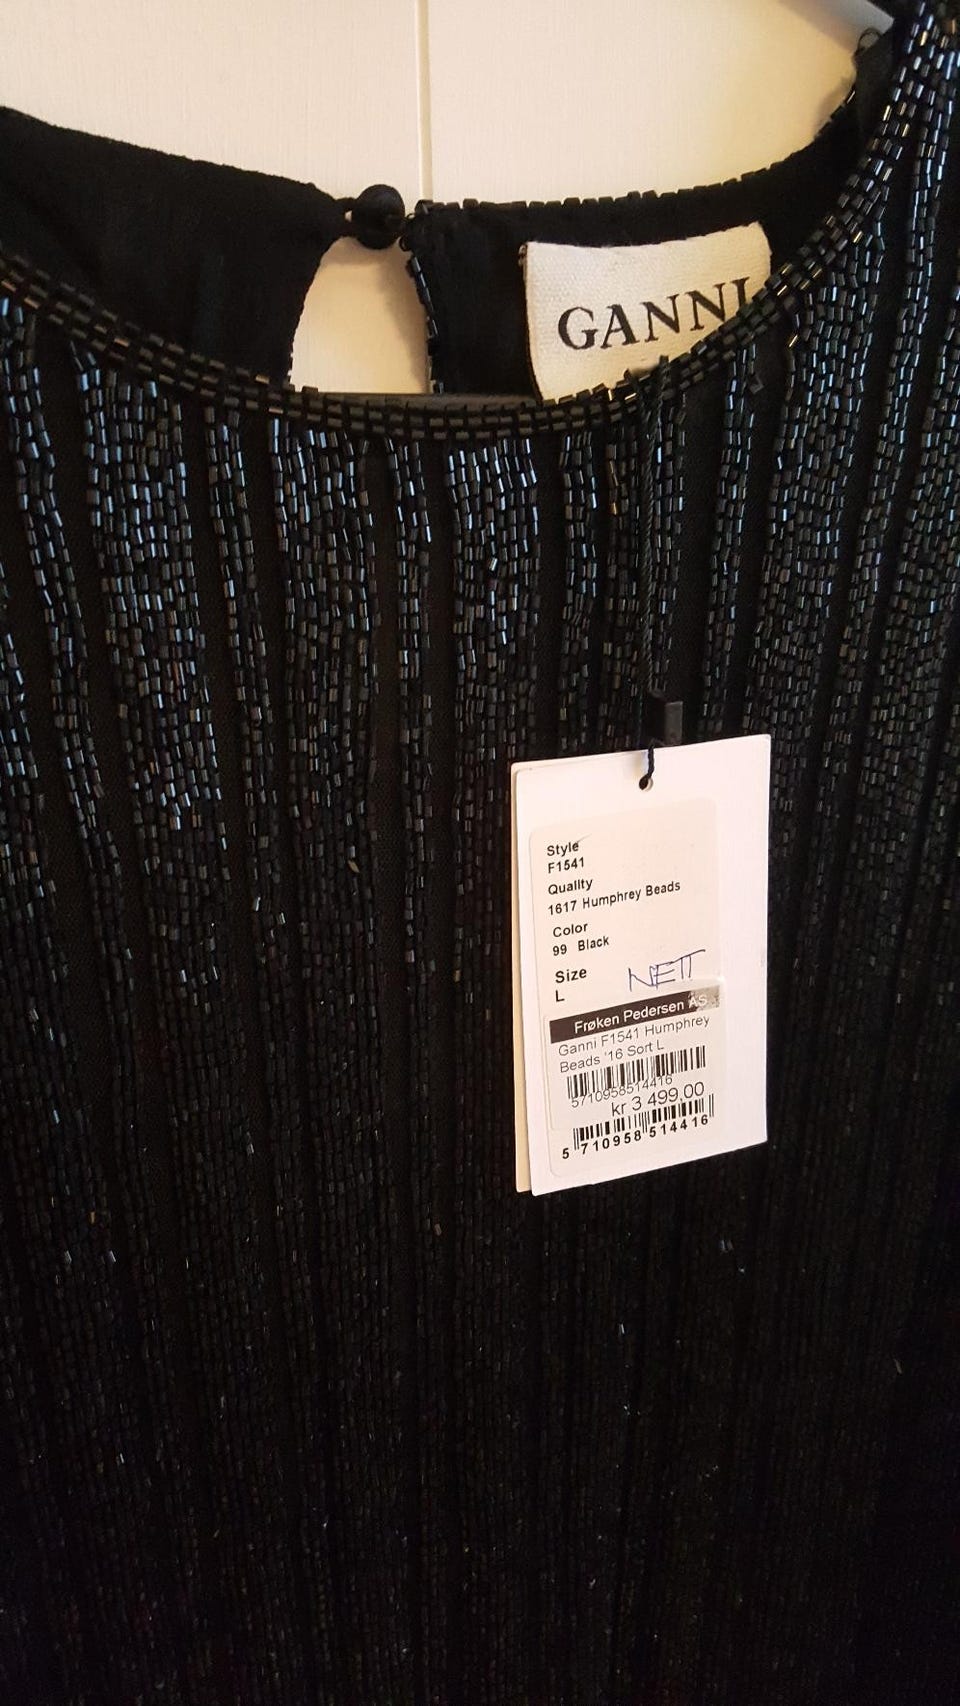 GANNI
Style
F1541
Quality
1617 Humphrey Beads
Color
99 Black
Size
L
NETT
Frøken Pedersen AS
Ganni F1541 Humphrey
Beads '16 Sort L
5710958514416
kr 3 499,00
5 710958 514416